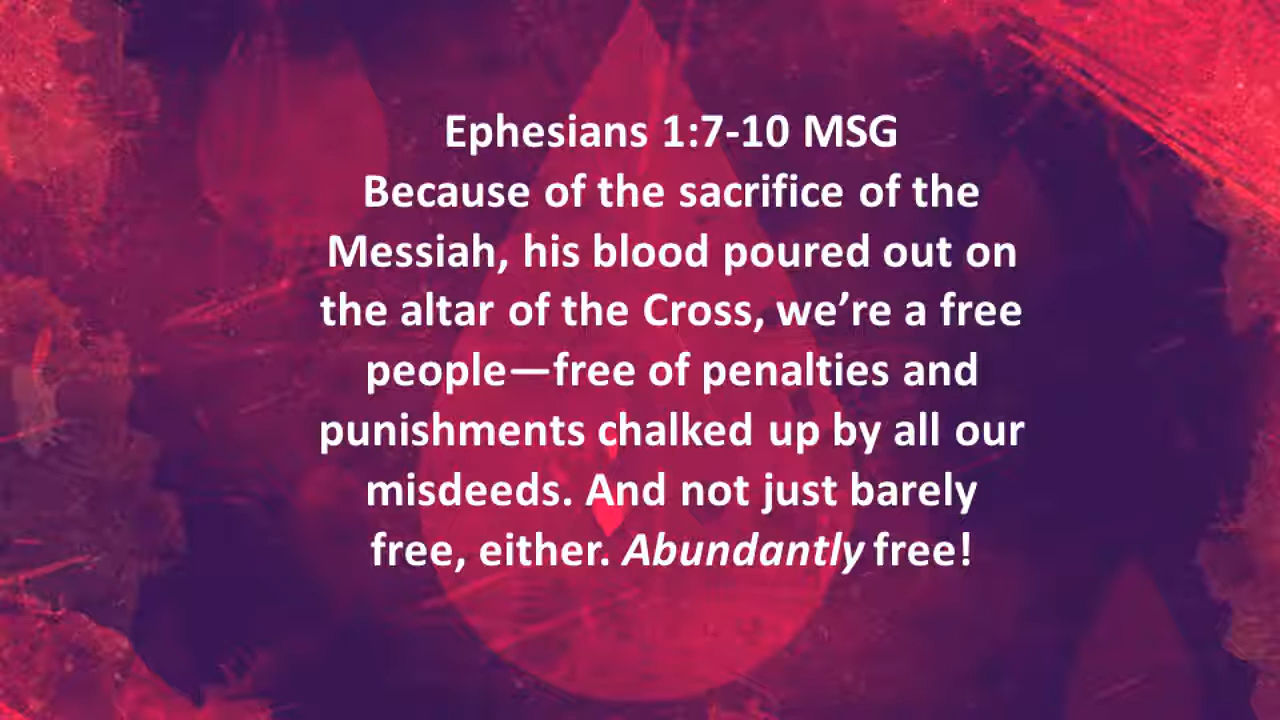 Ephesians 1:7-10 MSG
Because of the sacrifice of the
Messiah, his blood poured out on
the altar of the Cross, we’re a free
people—free of penalties and
punishments chalked up by all our
misdeeds. And not just barely
free, either. Abundantly free!